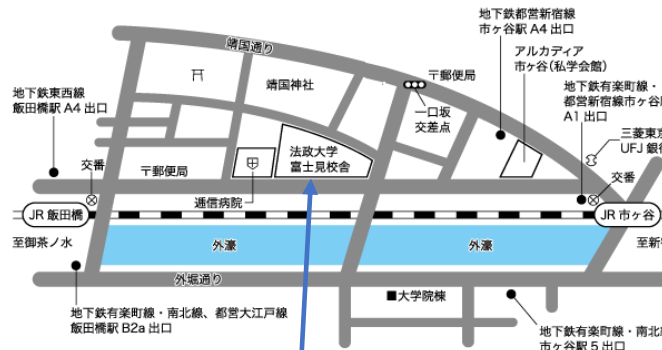 靖国通り
地下鉄都営新宿線
市ヶ谷駅 A4 出口
〒郵便局
アルカディア
市ヶ谷（私学会館）
靖国神社
地下鉄東西線
飯田橋駅 A4 出口
一口坂
交差点
地下鉄有楽町線・
都営新宿線市ヶ谷
A1 出口
三菱東
UFJ 銀
交番
〒郵便局
逓信病院
法政大学
富士見校舎
交番
JR 飯田橋
JR 市ヶ谷
至御茶ノ水
外濠
外濠
至新
外堀通り
地下鉄有楽町線・南北線、都営大江戸線
飯田橋駅 B2a 出口
■大学院棟
地下鉄有楽町線・南北
市ヶ谷駅 5 出口